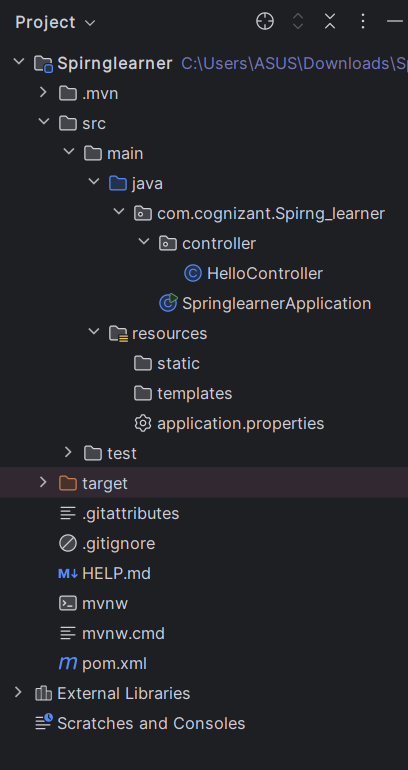 Project
Spirnglearner C:\Users\ASUS\Downloads\Sp
.mvn
src
main
java
com.cognizant.Spirng_learner
controller
HelloController
SpringlearnerApplication
resources
static
templates
application.properties
test
target
.gitattributes
.gitignore
M↓ HELP.md
mvnw
mvnw.cmd
m pom.xml
External Libraries
Scratches and Consoles